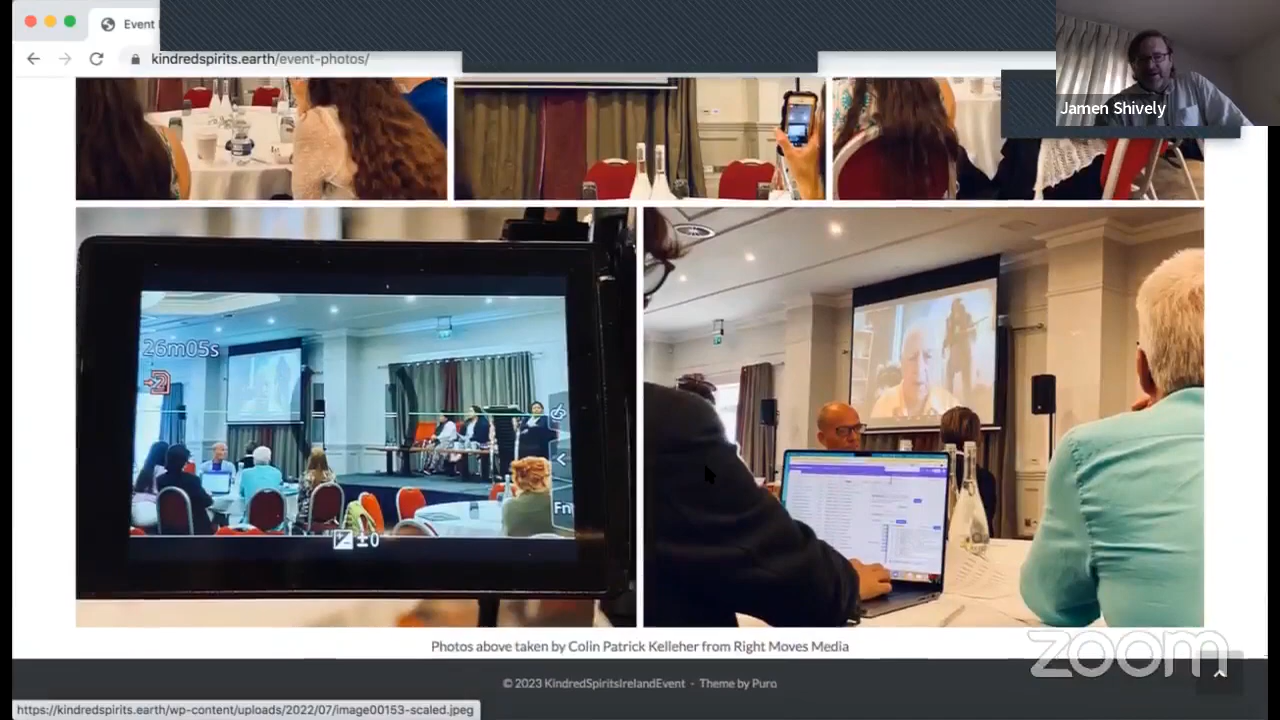 Event
kindredspirits.earth/event-photos/
Jamen Shively
26m05s
±0
Fn
Photos above taken by Colin Patrick Kelleher from Right Moves Media
© 2023 KindredSpiritsIrelandEvent - Theme by Puro
zoom
https://kindredspirits.earth/wp-content/uploads/2022/07/image00153-scaled.jpeg